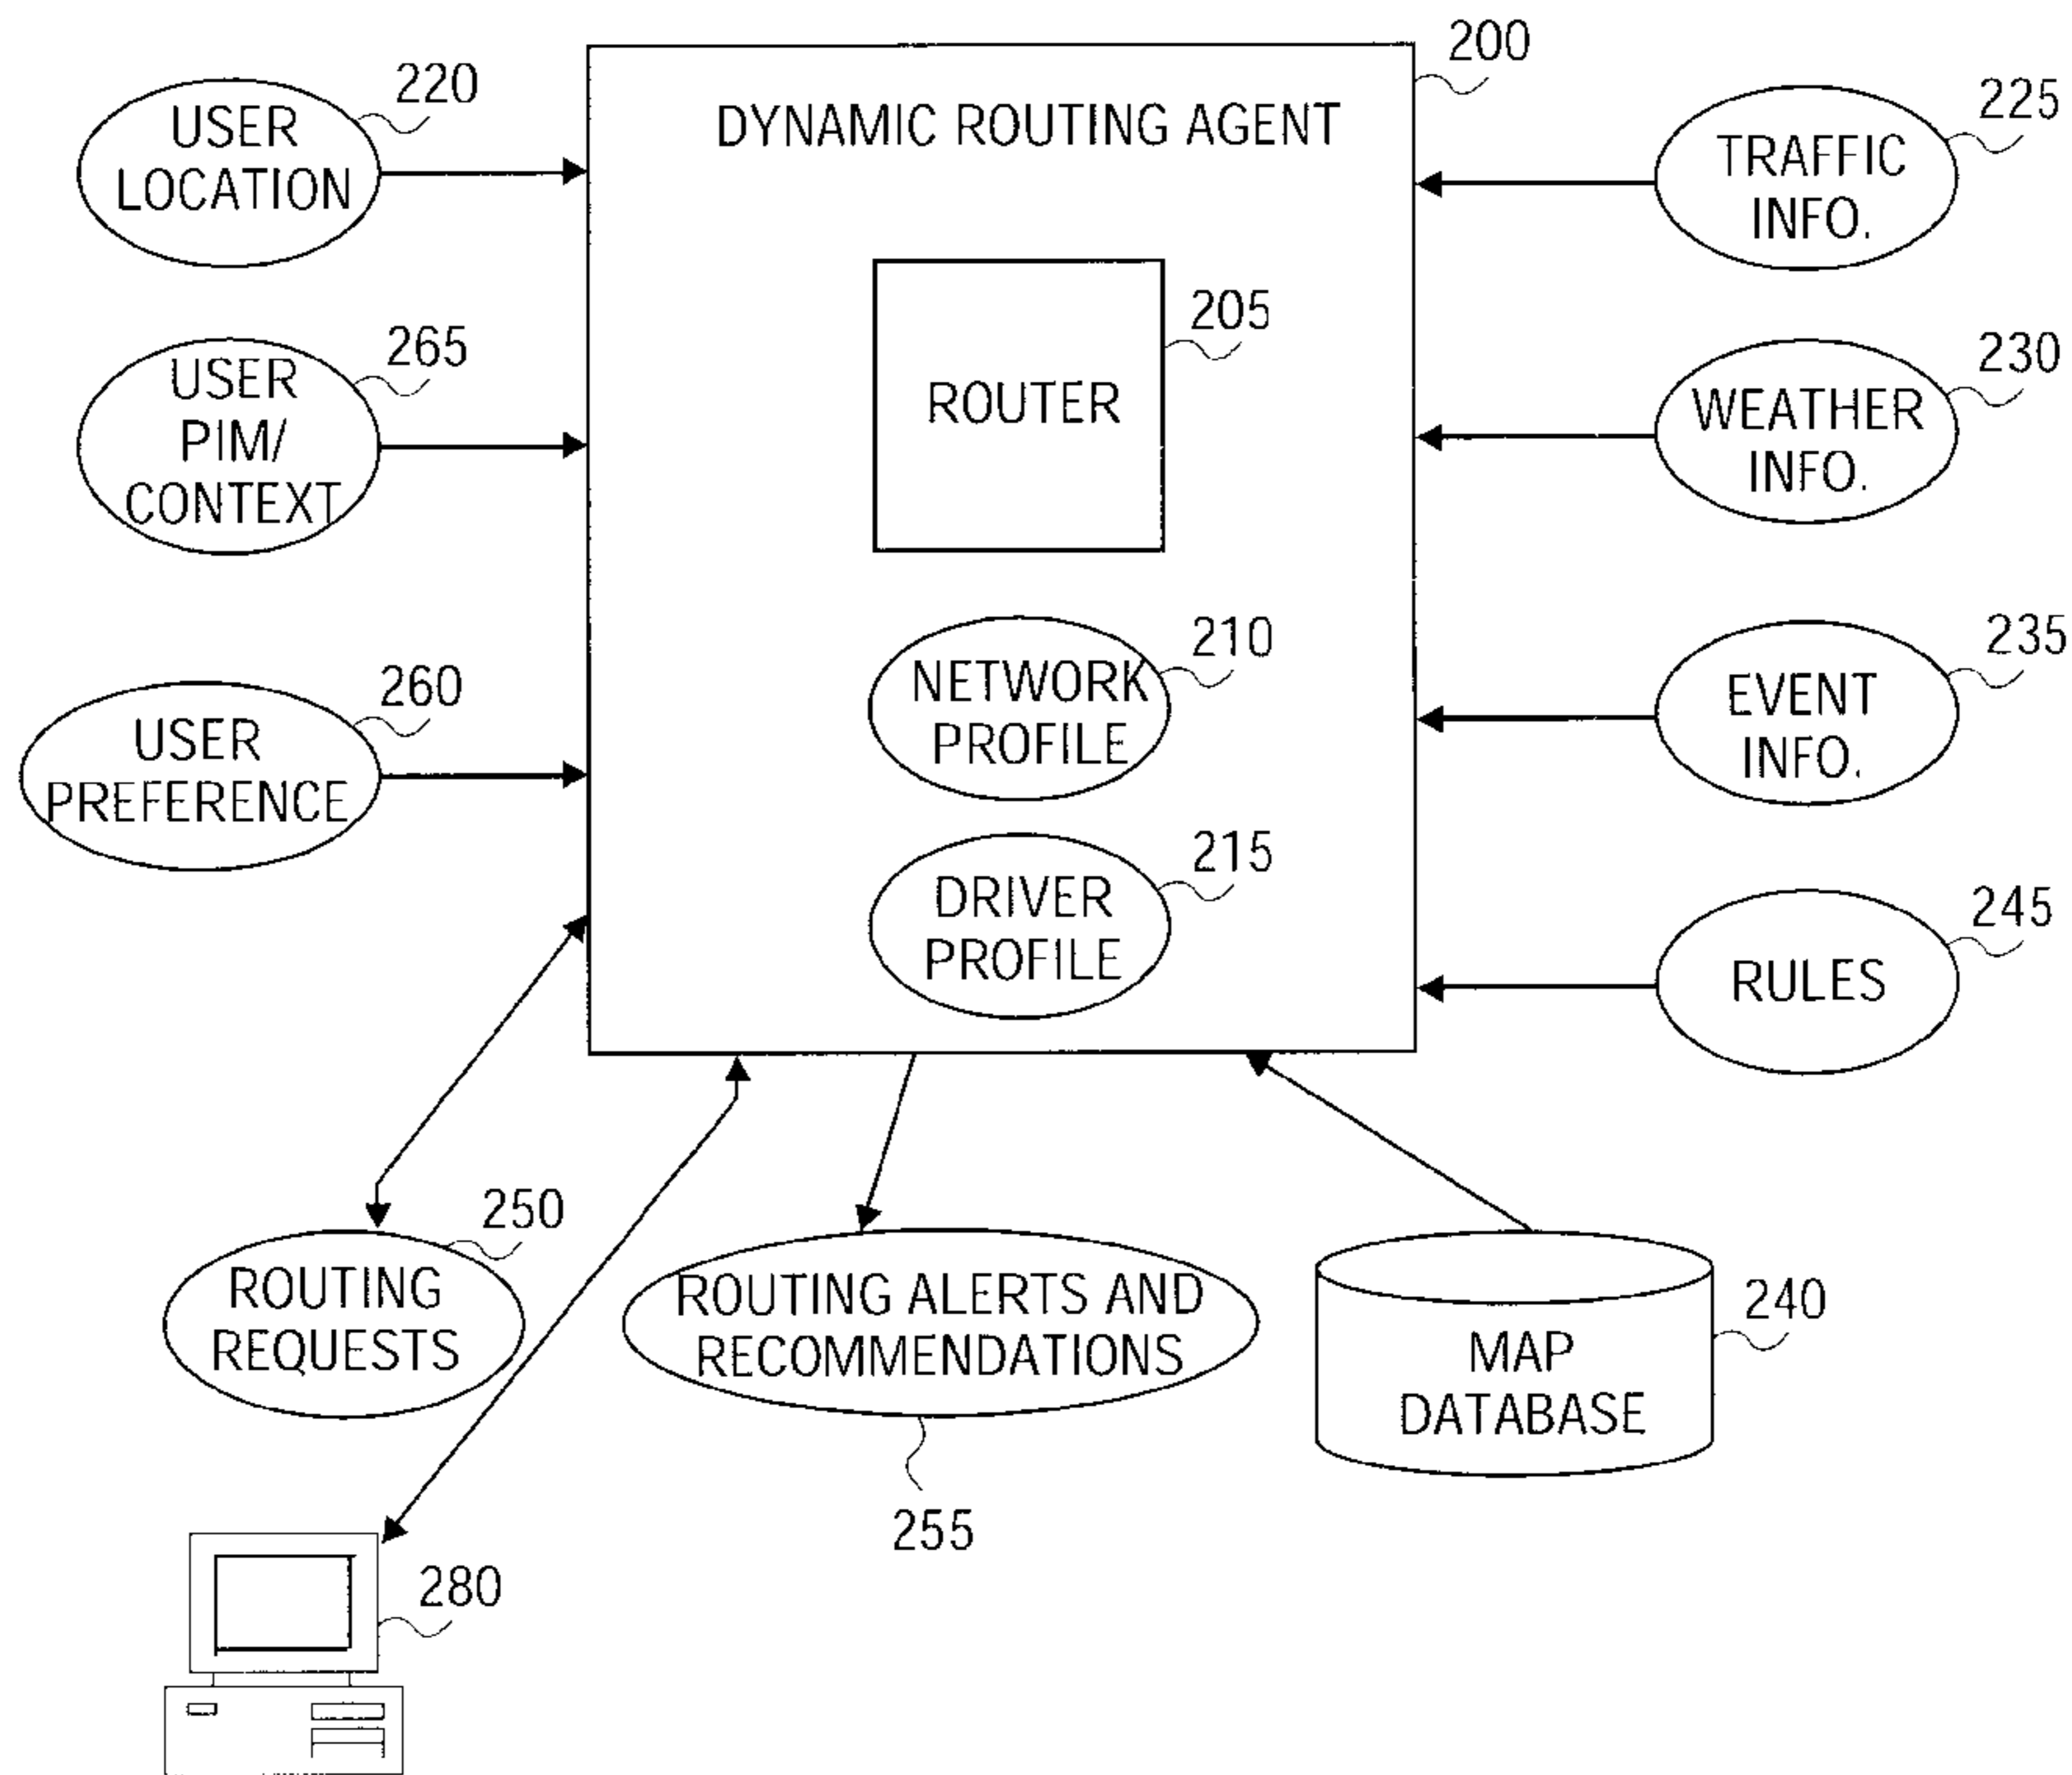 200
DYNAMIC ROUTING AGENT
220
USER
LOCATION
265
USER
PIM/
CONTEXT
260
USER
PREFERENCE
205
ROUTER
210
NETWORK
PROFILE
215
DRIVER
PROFILE
225
TRAFFIC
INFO.
230
WEATHER
INFO.
235
EVENT
INFO.
245
RULES
250
ROUTING
REQUESTS
ROUTING ALERTS AND
RECOMMENDATIONS
255
240
MAP
DATABASE
280